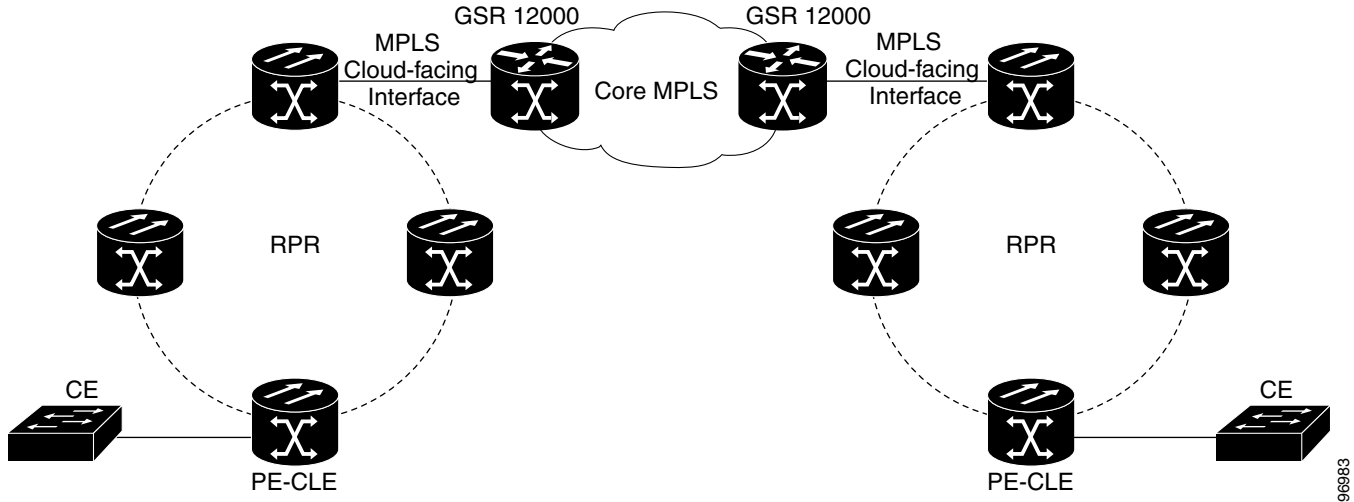 GSR 12000
GSR 12000
MPLS
Cloud-facing
Interface
Core MPLS
MPLS
Cloud-facing
Interface
RPR
RPR
CE
CE
PE-CLE
PE-CLE
96983